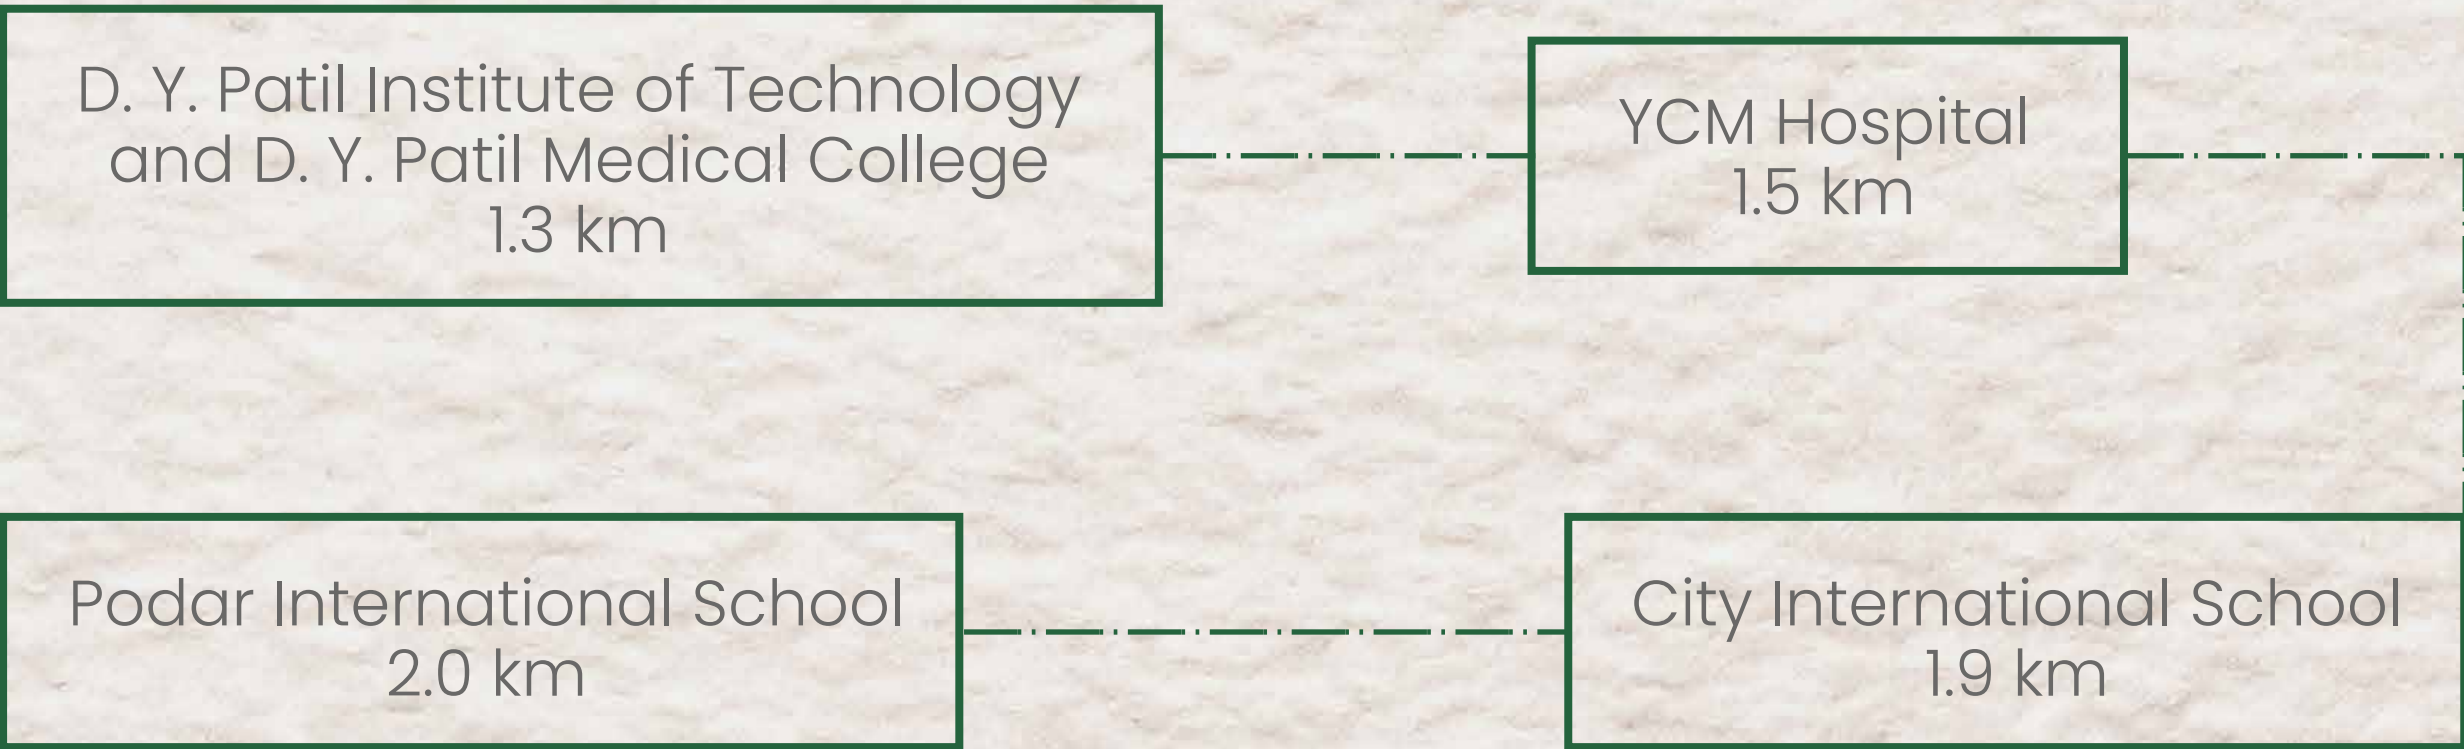 D. Y. Patil Institute of Technology
and D. Y. Patil Medical College
1.3 km
YCM Hospital
1.5 km
Podar International School
2.0 km
City International School
1.9 km